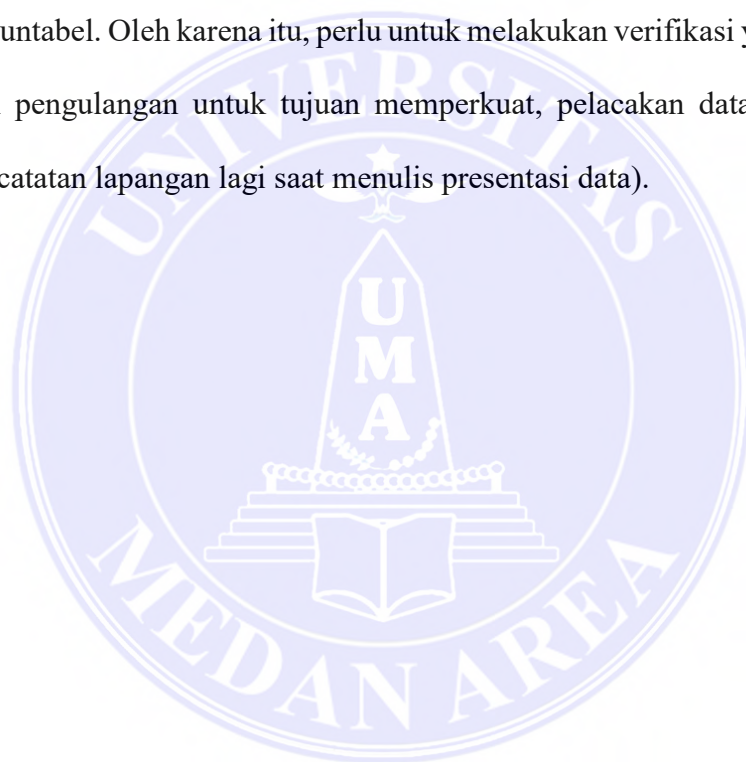 untabel. Oleh karena itu, perlu untuk melakukan verifikasi y
pengulangan untuk tujuan memperkuat, pelacakan data
catatan lapangan lagi saat menulis presentasi data).
UNIVERSITAS
UMA
MEDAN AREA